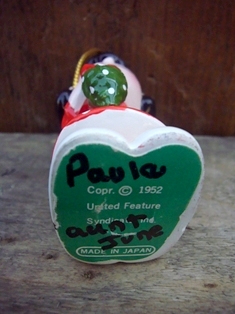 Paula
Copr. © 1952
United Feature
Syndicate, Inc.
aunt
June
MADE IN JAPAN